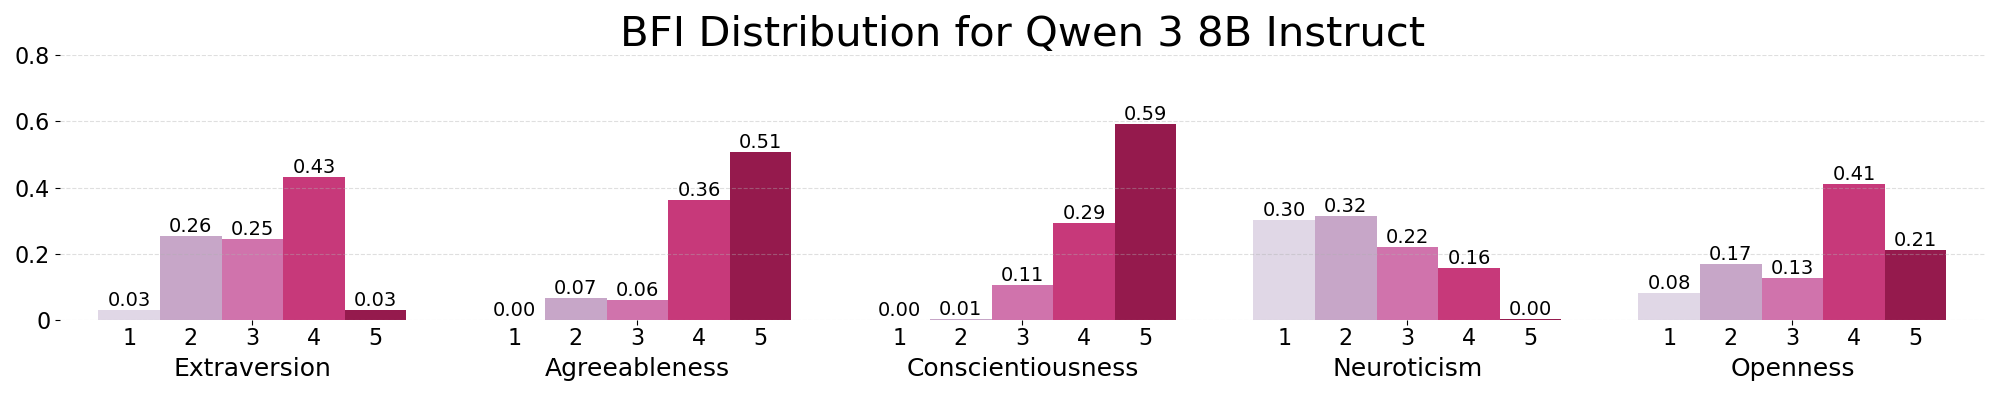 BFI Distribution for Qwen 3 8B Instruct
0.8
0.6
0.4
0.2
0
0.03 0.26 0.25 0.43 0.03
1 2 3 4 5
Extraversion
0.00 0.07 0.06 0.36 0.51
1 2 3 4 5
Agreeableness
0.00 0.01 0.11 0.29 0.59
1 2 3 4 5
Conscientiousness
0.30 0.32 0.22 0.16 0.00
1 2 3 4 5
Neuroticism
0.08 0.17 0.13 0.41 0.21
1 2 3 4 5
Openness